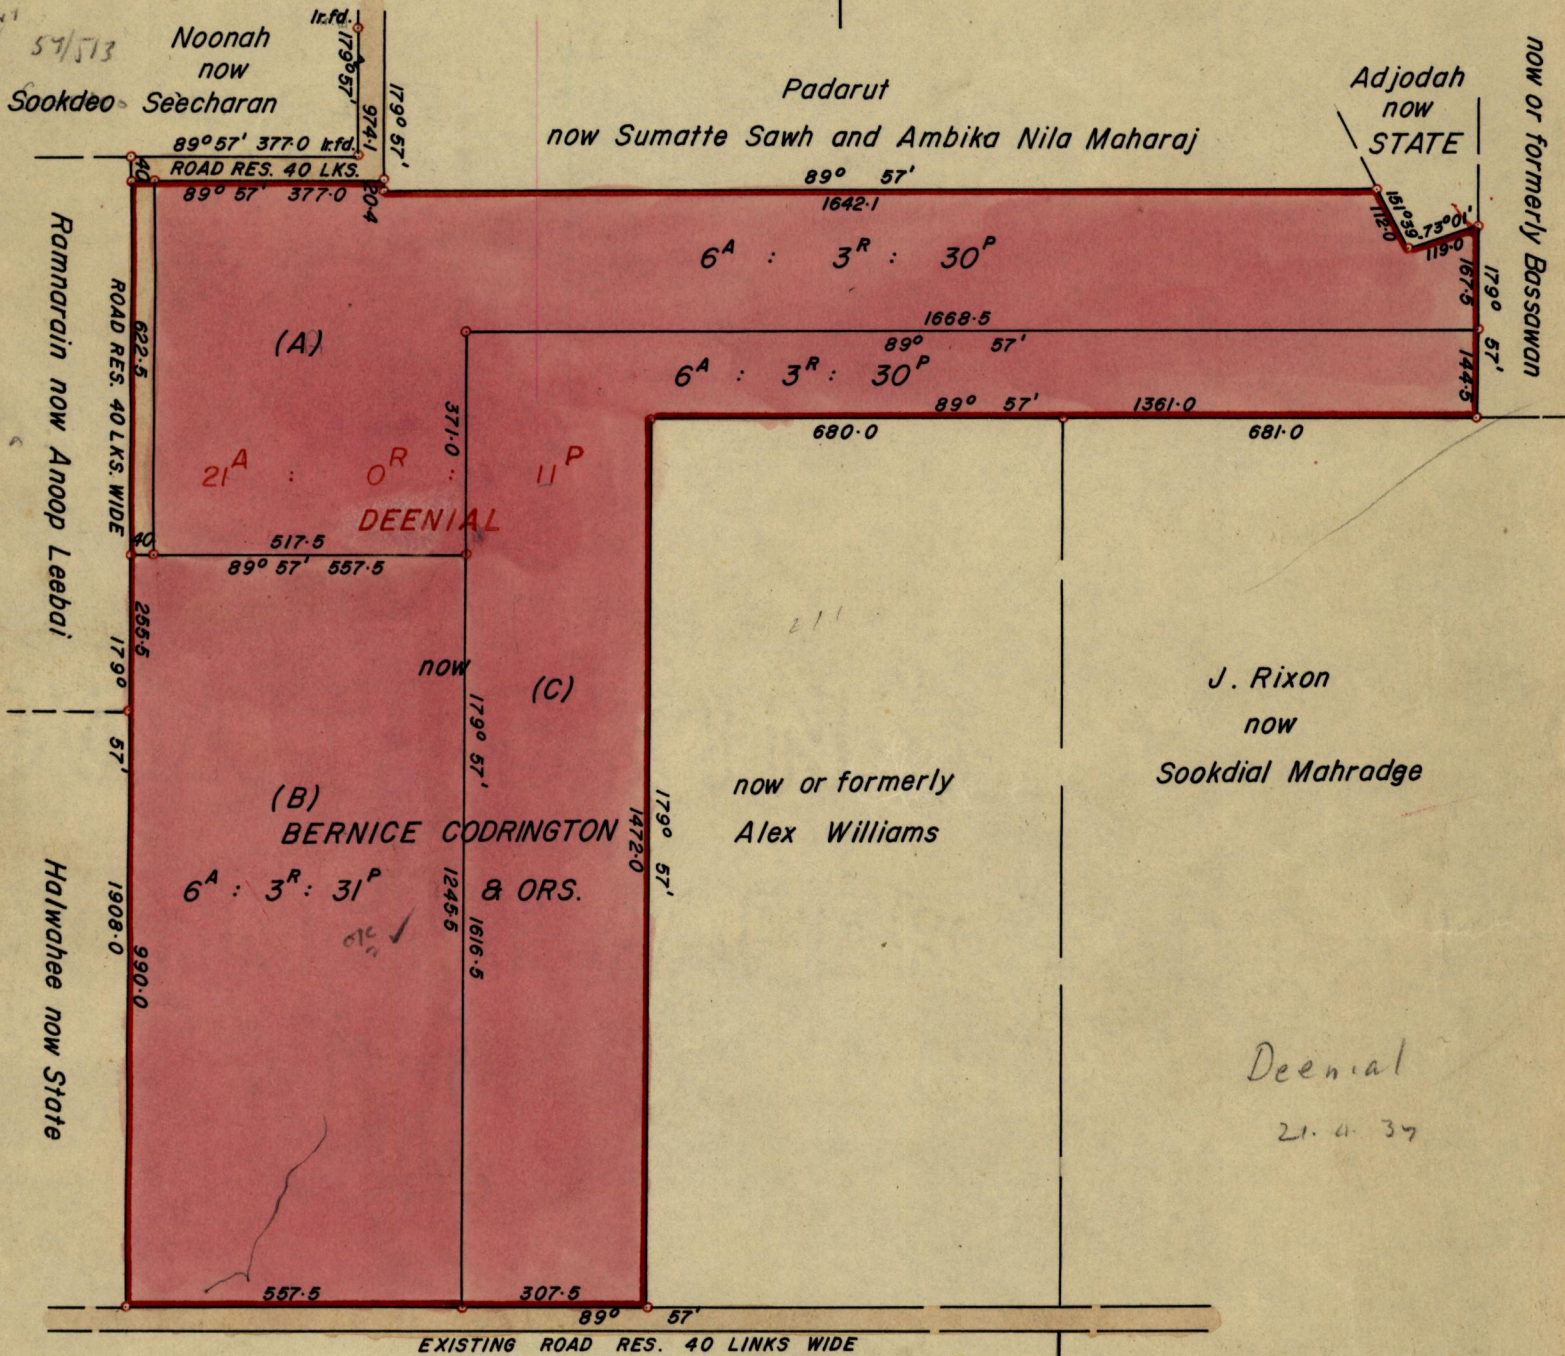 57/513
Noonah
now
Sookdeo Seecharan
Ir.fd.
179°57'
974·1
179° 57'
89°57' 377·0 Ir.fd.
40
ROAD RES. 40 LKS.
89° 57' 377·0
20·4
Padarut
now Sumatte Sawh and Ambika Nila Maharaj
89° 57'
1642·1
Adjodah
now
STATE
151°39'
112·0
73°01'
119·0
167·5
179° 57'
144·5
now or formerly Bassawan
6ᴬ : 3ᴿ : 30ᴾ
1668·5
89° 57'
6ᴬ : 3ᴿ : 30ᴾ
89° 57' 1361·0
680·0
681·0
Ramnarain now Anoop Leebai
ROAD RES. 40 LKS. WIDE
622·5
(A)
371·0
21ᴬ : 0ᴿ : 11ᴾ
DEENIAL
40
517·5
89° 57' 557·5
255·5
179° 57'
now
(C)
179° 57'
(B)
BERNICE CODRINGTON
& ORS.
6ᴬ : 3ᴿ : 31ᴾ
1245·5
1616·5
1472·0
179° 57'
now or formerly
Alex Williams
J. Rixon
now
Sookdial Mahradge
Halwahee now State
1908·0
990·0
Deenial
557·5
307·5
89° 57'
EXISTING ROAD RES. 40 LINKS WIDE